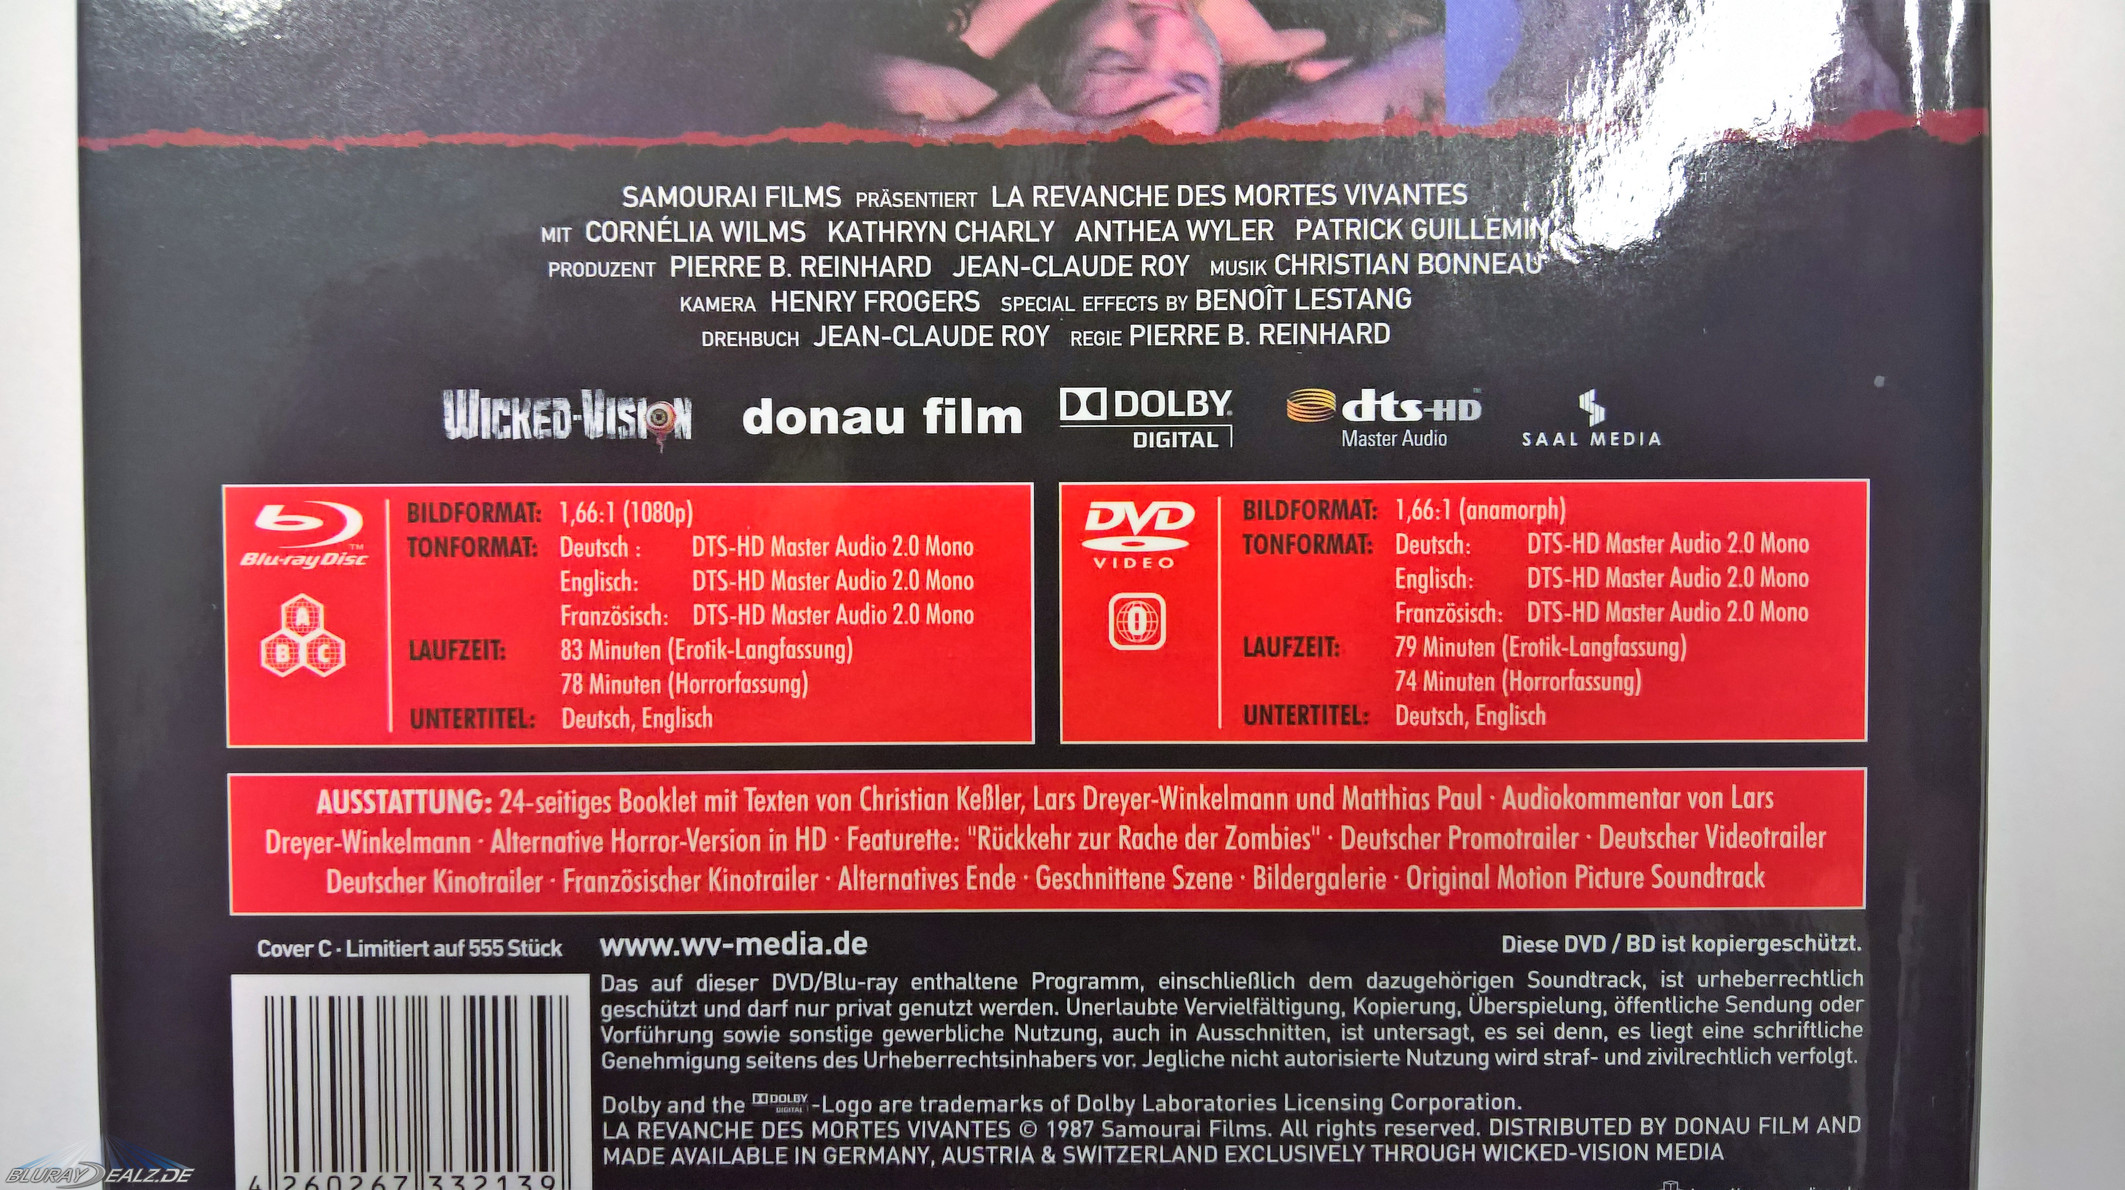 SAMOURAI FILMS PRÄSENTIERT LA REVANCHE DES MORTES VIVANTES
MIT CORNÉLIA WILMS KATHRYN CHARLY ANTHEA WYLER PATRICK GUILLEMIN
PRODUZENT PIERRE B. REINHARD JEAN-CLAUDE ROY MUSIK CHRISTIAN BONNEAU
KAMERA HENRY FROGERS SPECIAL EFFECTS BY BENOÎT LESTANG
DREHBUCH JEAN-CLAUDE ROY REGIE PIERRE B. REINHARD
WICKED-VISION donau film DOLBY DIGITAL dts-HD Master Audio SAAL MEDIA
Blu-ray Disc™
A
B C
BILDFORMAT: 1,66:1 (1080p)
TONFORMAT: Deutsch : DTS-HD Master Audio 2.0 Mono
Englisch: DTS-HD Master Audio 2.0 Mono
Französisch: DTS-HD Master Audio 2.0 Mono
LAUFZEIT: 83 Minuten (Erotik-Langfassung)
78 Minuten (Horrorfassung)
UNTERTITEL: Deutsch, Englisch
DVD
VIDEO
0
BILDFORMAT: 1,66:1 (anamorph)
TONFORMAT: Deutsch: DTS-HD Master Audio 2.0 Mono
Englisch: DTS-HD Master Audio 2.0 Mono
Französisch: DTS-HD Master Audio 2.0 Mono
LAUFZEIT: 79 Minuten (Erotik-Langfassung)
74 Minuten (Horrorfassung)
UNTERTITEL: Deutsch, Englisch
AUSSTATTUNG: 24-seitiges Booklet mit Texten von Christian Keßler, Lars Dreyer-Winkelmann und Matthias Paul · Audiokommentar von Lars
Dreyer-Winkelmann · Alternative Horror-Version in HD · Featurette: "Rückkehr zur Rache der Zombies" · Deutscher Promotrailer · Deutscher Videotrailer
Deutscher Kinotrailer · Französischer Kinotrailer · Alternatives Ende · Geschnittene Szene · Bildergalerie · Original Motion Picture Soundtrack
Cover C · Limitiert auf 555 Stück www.wv-media.de Diese DVD / BD ist kopiergeschützt.
Das auf dieser DVD/Blu-ray enthaltene Programm, einschließlich dem dazugehörigen Soundtrack, ist urheberrechtlich
geschützt und darf nur privat genutzt werden. Unerlaubte Vervielfältigung, Kopierung, Überspielung, öffentliche Sendung oder
Vorführung sowie sonstige gewerbliche Nutzung, auch in Ausschnitten, ist untersagt, es sei denn, es liegt eine schriftliche
Genehmigung seitens des Urheberrechtsinhabers vor. Jegliche nicht autorisierte Nutzung wird straf- und zivilrechtlich verfolgt.
Dolby and the DOLBY DIGITAL -Logo are trademarks of Dolby Laboratories Licensing Corporation.
LA REVANCHE DES MORTES VIVANTES © 1987 Samourai Films. All rights reserved. DISTRIBUTED BY DONAU FILM AND
MADE AVAILABLE IN GERMANY, AUSTRIA & SWITZERLAND EXCLUSIVELY THROUGH WICKED-VISION MEDIA
4 260267 332139
BLURAYDEALZ.DE